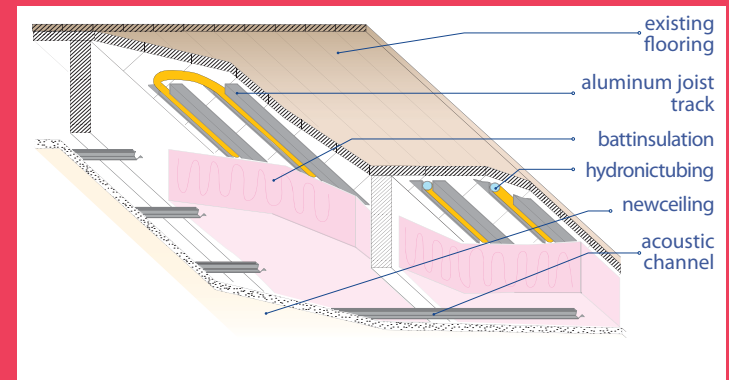 existing
flooring
aluminum joist
track
battinsulation
hydronictubing
newceiling
acoustic
channel